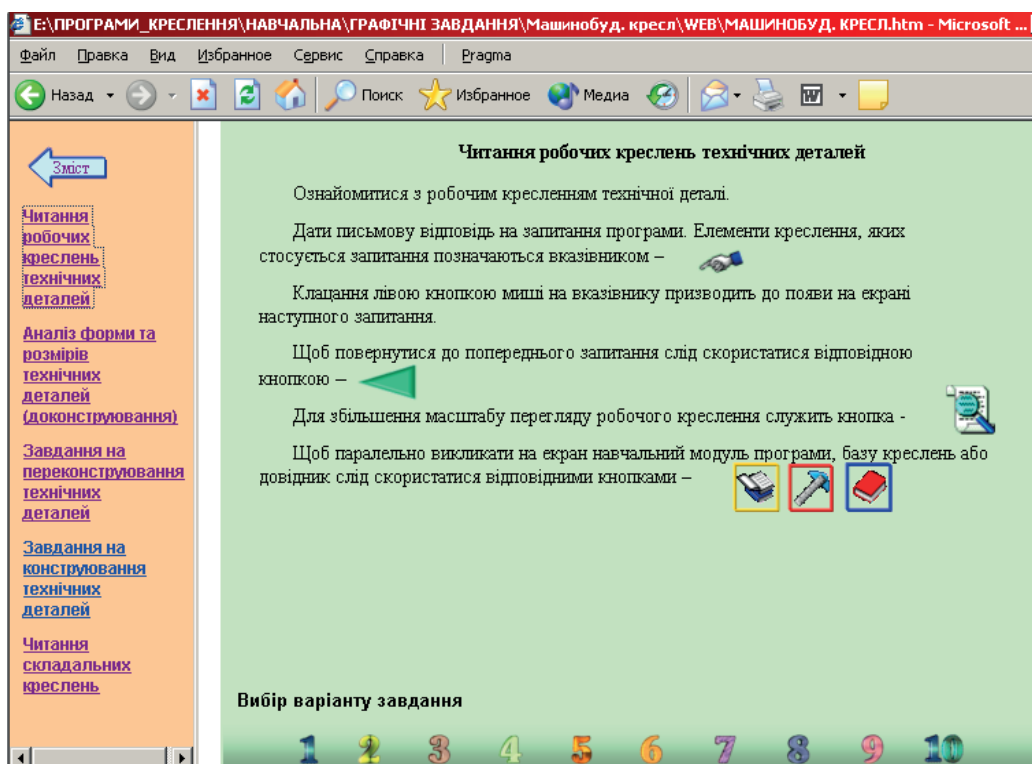 Е:\ПРОГРАМИ_КРЕСЛЕННЯ\НАВЧАЛЬНА\ГРАФІЧНІ ЗАВДАННЯ\Машинобуд. кресл\WEB\МАШИНОБУД. КРЕСЛ.htm - Microsoft ...
Файл Правка Вид Избранное Сервис Справка Pragma
Назад Поиск Избранное Медиа
Зміст
Читання
робочих
креслень
технічних
деталей
Аналіз форми та
розмірів
технічних
деталей
(доконструювання)
Завдання на
переконструювання
технічних
деталей
Завдання на
конструювання
технічних
деталей
Читання
складальних
креслень
Читання робочих креслень технічних деталей
Ознайомитися з робочим кресленням технічної деталі.
Дати письмову відповідь на запитання програми. Елементи креслення, яких
стосується запитання позначаються вказівником –
Клацання лівою кнопкою миші на вказівнику призводить до появи на екрані
наступного запитання.
Щоб повернутися до попереднього запитання слід скористатися відповідною
кнопкою –
Для збільшення масштабу перегляду робочого креслення служить кнопка -
Щоб паралельно викликати на екран навчальний модуль програми, базу креслень або
довідник слід скористатися відповідними кнопками –
Вибір варіанту завдання
1 2 3 4 5 6 7 8 9 10